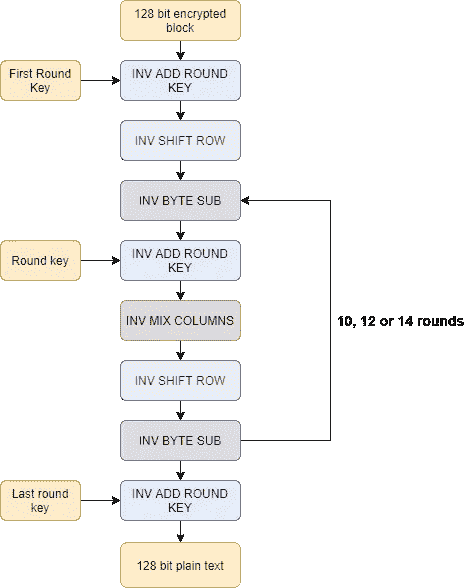 128 bit encrypted
block
First Round
Key
INV ADD ROUND
KEY
INV SHIFT ROW
INV BYTE SUB
Round key
INV ADD ROUND
KEY
INV MIX COLUMNS
10, 12 or 14 rounds
INV SHIFT ROW
INV BYTE SUB
Last round
key
INV ADD ROUND
KEY
128 bit plain text